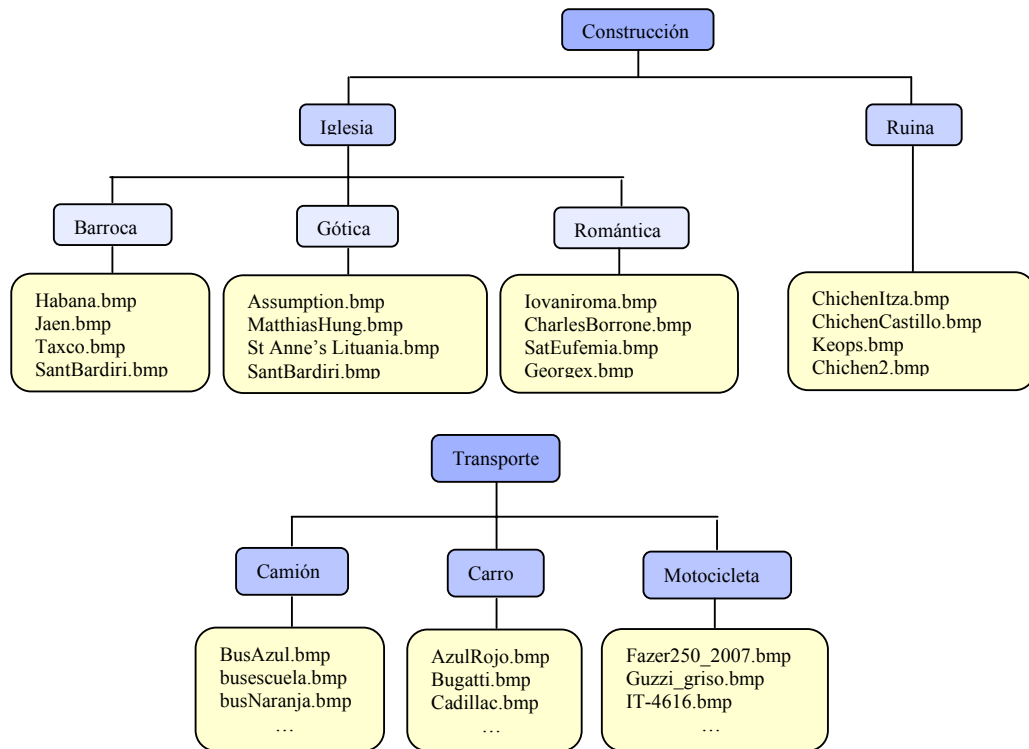 Construcción
Iglesia
Ruina
Barroca
Gótica
Romántica
Habana.bmp
Jaen.bmp
Taxco.bmp
SantBardiri.bmp
Assumption.bmp
MatthiasHung.bmp
St Anne’s Lituania.bmp
SantBardiri.bmp
Iovaniroma.bmp
CharlesBorrone.bmp
SatEufemia.bmp
Georgex.bmp
ChichenItza.bmp
ChichenCastillo.bmp
Keops.bmp
Chichen2.bmp
Transporte
Camión
Carro
Motocicleta
BusAzul.bmp
busescuela.bmp
busNaranja.bmp
…
AzulRojo.bmp
Bugatti.bmp
Cadillac.bmp
…
Fazer250_2007.bmp
Guzzi_griso.bmp
IT-4616.bmp
…